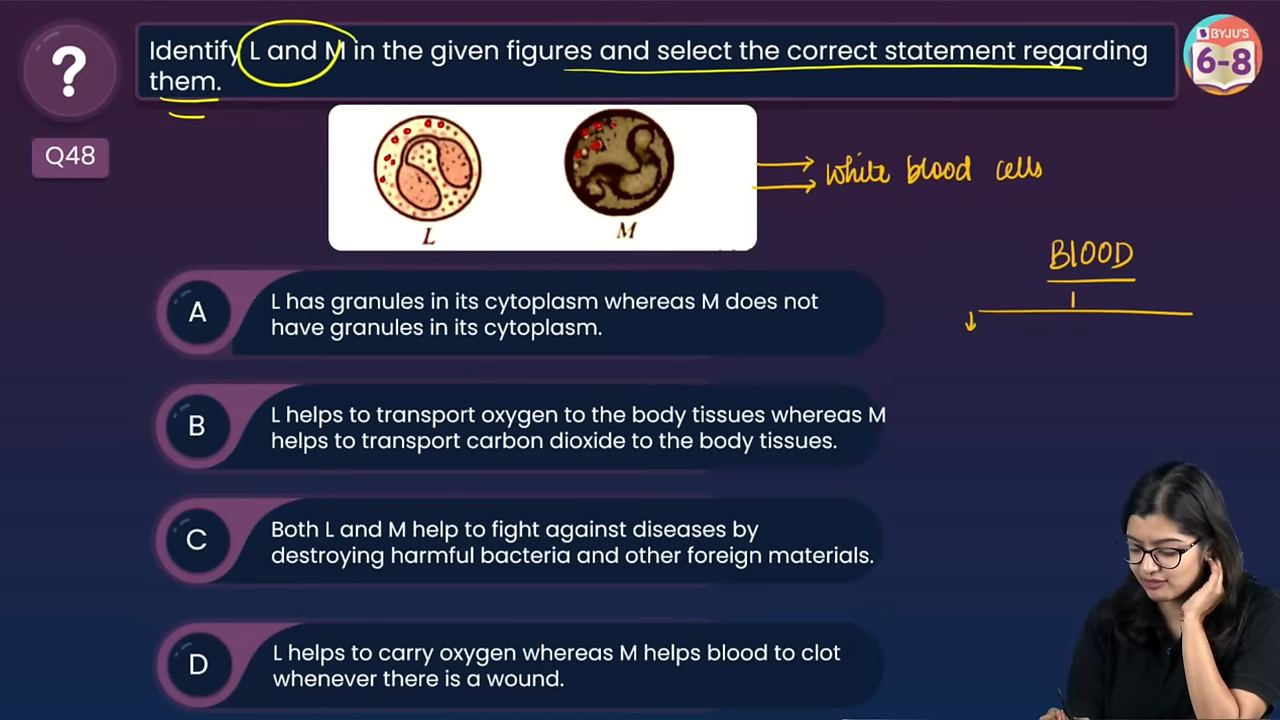 ?
Identify L and M in the given figures and select the correct statement regarding
them.
BYJU'S
6-8
Q48
L
M
White blood cells
BLOOD
A
L has granules in its cytoplasm whereas M does not
have granules in its cytoplasm.
B
L helps to transport oxygen to the body tissues whereas M
helps to transport carbon dioxide to the body tissues.
C
Both L and M help to fight against diseases by
destroying harmful bacteria and other foreign materials.
D
L helps to carry oxygen whereas M helps blood to clot
whenever there is a wound.